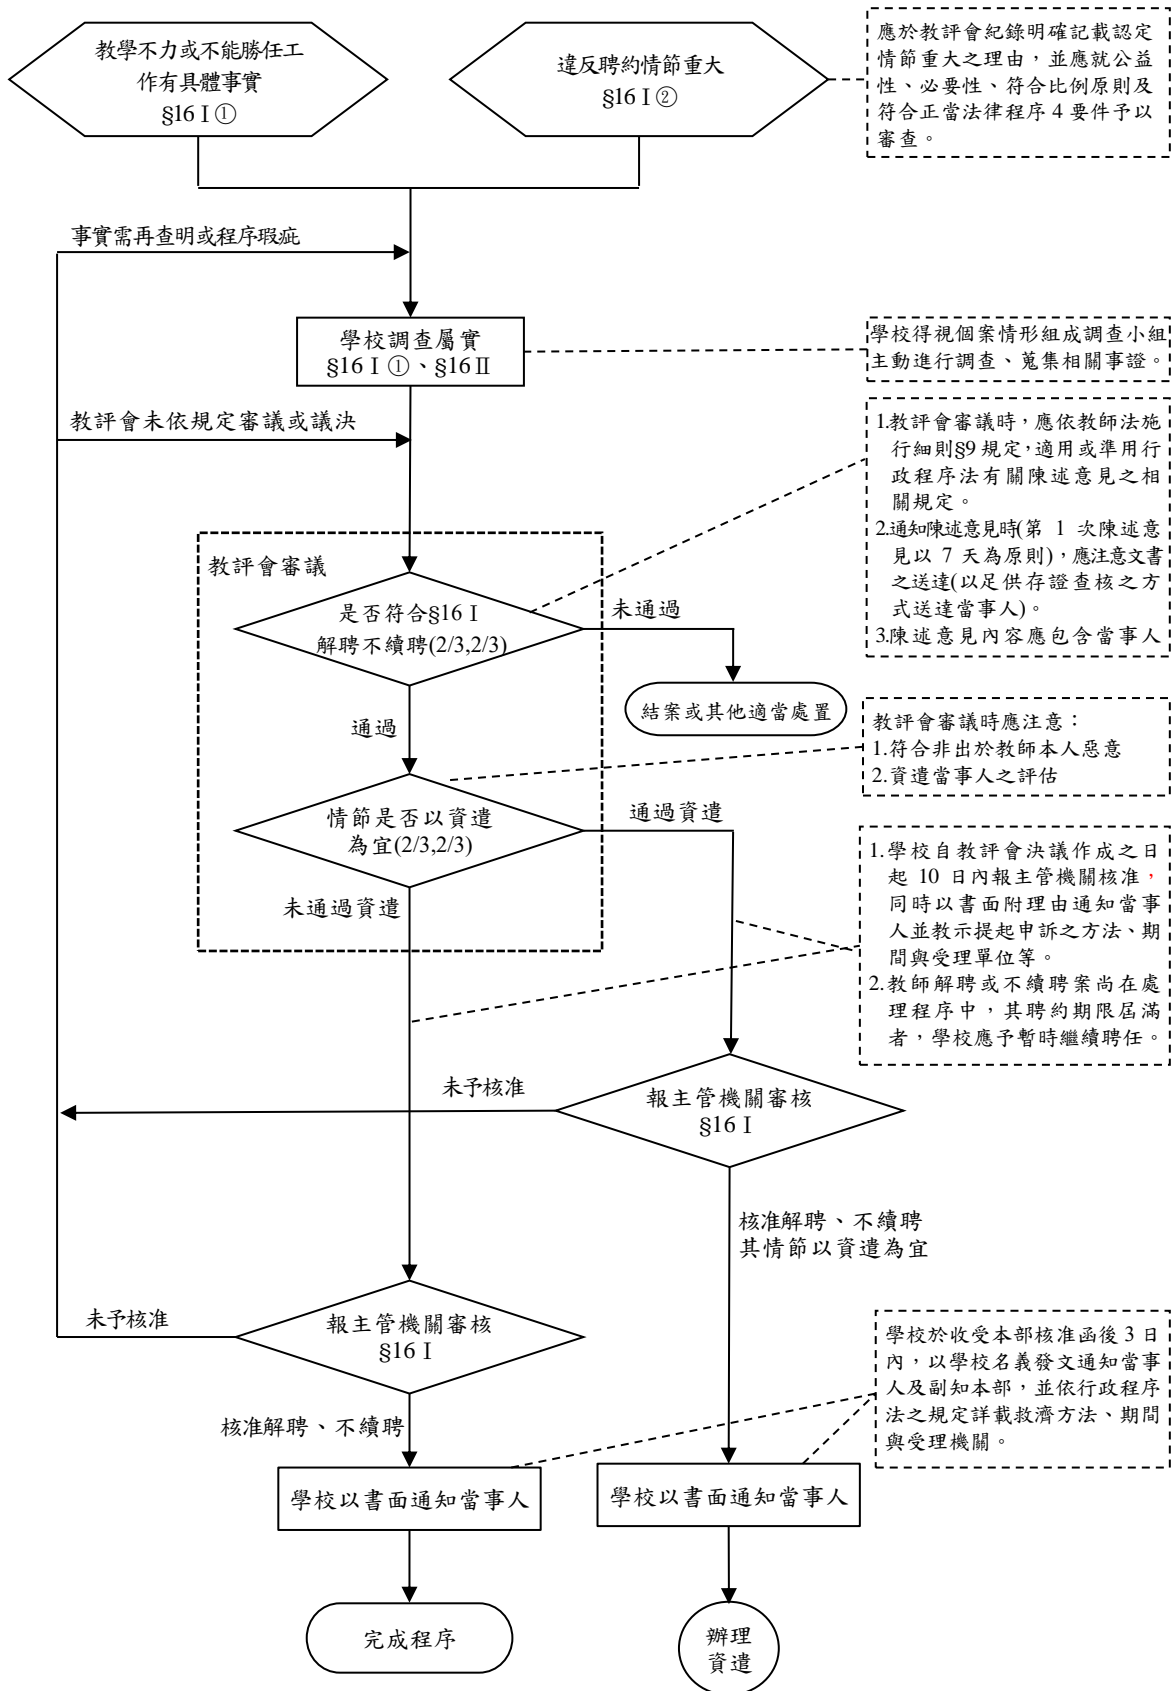 教學不力或不能勝任工
作有具體事實
§16Ⅰ①
違反聘約情節重大
§16Ⅰ②
應於教評會紀錄明確記載認定
情節重大之理由，並應就公益
性、必要性、符合比例原則及
符合正當法律程序 4 要件予以
審查。
事實需再查明或程序瑕疵
學校調查屬實
§16Ⅰ①、§16Ⅱ
學校得視個案情形組成調查小組
主動進行調查、蒐集相關事證。
教評會未依規定審議或議決
1.教評會審議時，應依教師法施
行細則§9 規定，適用或準用行
政程序法有關陳述意見之相
關規定。
2.通知陳述意見時(第 1 次陳述意
見以 7 天為原則)，應注意文書
之送達(以足供存證查核之方
式送達當事人)。
3.陳述意見內容應包含當事人
教評會審議
是否符合§16Ⅰ
解聘不續聘(2/3,2/3)
未通過
結案或其他適當處置
通過
教評會審議時應注意：
1.符合非出於教師本人惡意
2.資遣當事人之評估
情節是否以資遣
為宜(2/3,2/3)
通過資遣
未通過資遣
1.學校自教評會決議作成之日
起 10 日內報主管機關核准，
同時以書面附理由通知當事
人並教示提起申訴之方法、期
間與受理單位等。
2.教師解聘或不續聘案尚在處
理程序中，其聘約期限屆滿
者，學校應予暫時繼續聘任。
未予核准
報主管機關審核
§16Ⅰ
核准解聘、不續聘
其情節以資遣為宜
未予核准
報主管機關審核
§16Ⅰ
學校於收受本部核准函後 3 日
內，以學校名義發文通知當事
人及副知本部，並依行政程序
法之規定詳載救濟方法、期間
與受理機關。
核准解聘、不續聘
學校以書面通知當事人
學校以書面通知當事人
完成程序
辦理
資遣